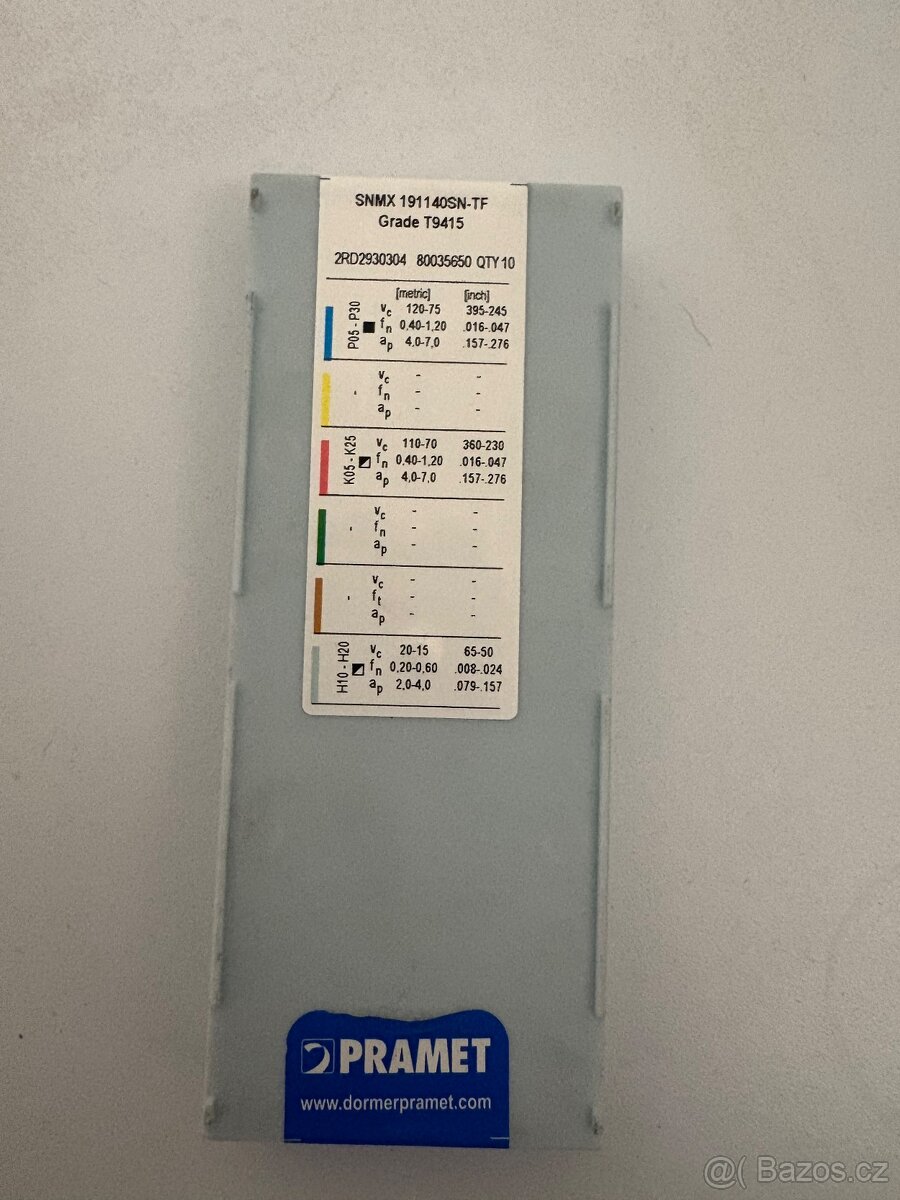 SNMX 191140SN-TF
Grade T9415
2RD2930304 80035650 QTY 10
[metric] [inch]
P05 - P30
vc 120-75 395-245
fn 0,40-1,20 .016-.047
ap 4,0-7,0 .157-.276
vc - -
fn - -
ap - -
K05 - K25
vc 110-70 360-230
fn 0,40-1,20 .016-.047
ap 4,0-7,0 .157-.276
vc - -
fn - -
ap - -
vc - -
ft - -
ap - -
H10 - H20
vc 20-15 65-50
fn 0,20-0,60 .008-.024
ap 2,0-4,0 .079-.157
PRAMET
www.dormerpramet.com
@( Bazos.cz